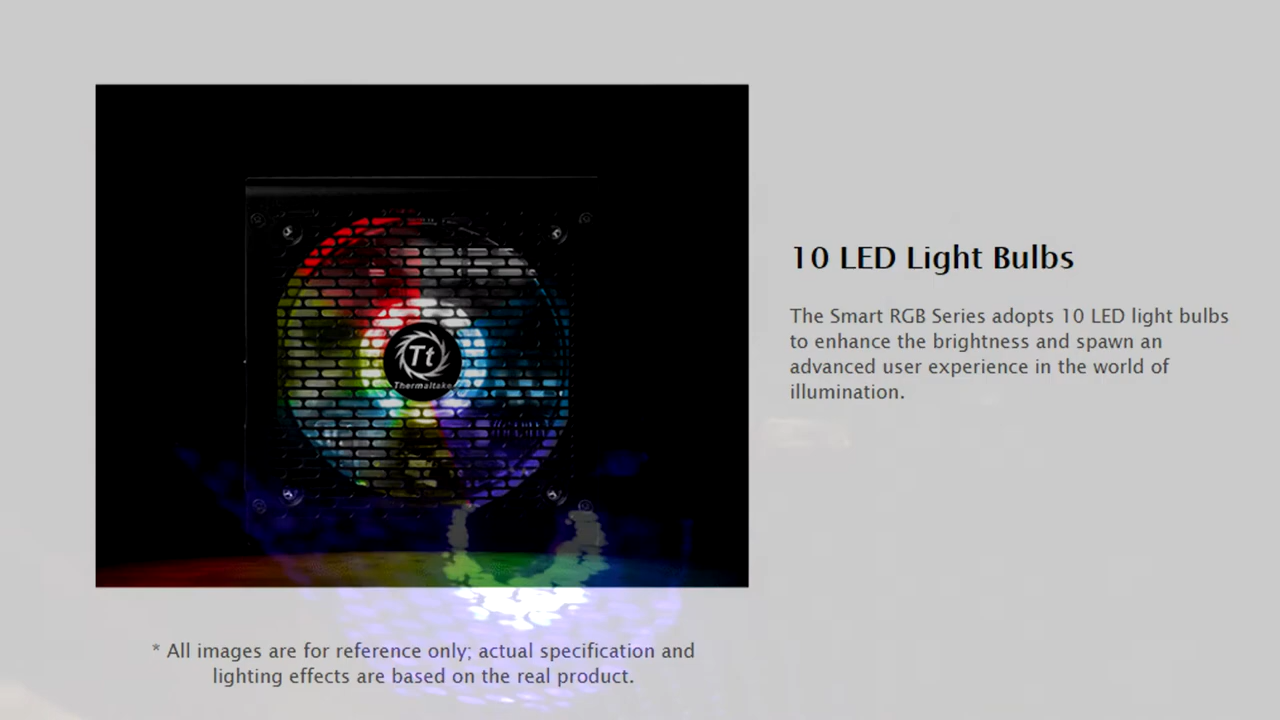 Tt
Thermaltake
10 LED Light Bulbs
The Smart RGB Series adopts 10 LED light bulbs
to enhance the brightness and spawn an
advanced user experience in the world of
illumination.
* All images are for reference only; actual specification and
lighting effects are based on the real product.